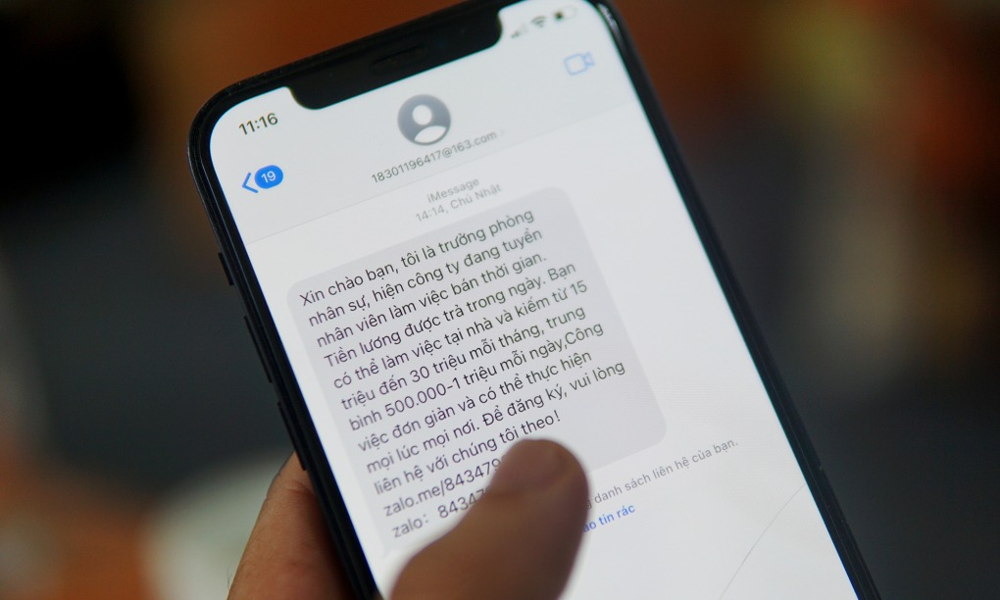 11:16
19
18301196417@163.com
iMessage
14:14, Chủ Nhật
Xin chào bạn, tôi là trưởng phòng
nhân sự, hiện công ty đang tuyển
nhân viên làm việc bán thời gian.
Tiền lương được trả trong ngày. Bạn
có thể làm việc tại nhà và kiếm từ 15
triệu đến 30 triệu mỗi tháng, trung
bình 500.000-1 triệu mỗi ngày,Công
việc đơn giản và có thể thực hiện
mọi lúc mọi nơi. Để đăng ký, vui lòng
liên hệ với chúng tôi theo!
zalo.me/84347
zalo: 8434
danh sách liên hệ của bạn.
tin rác